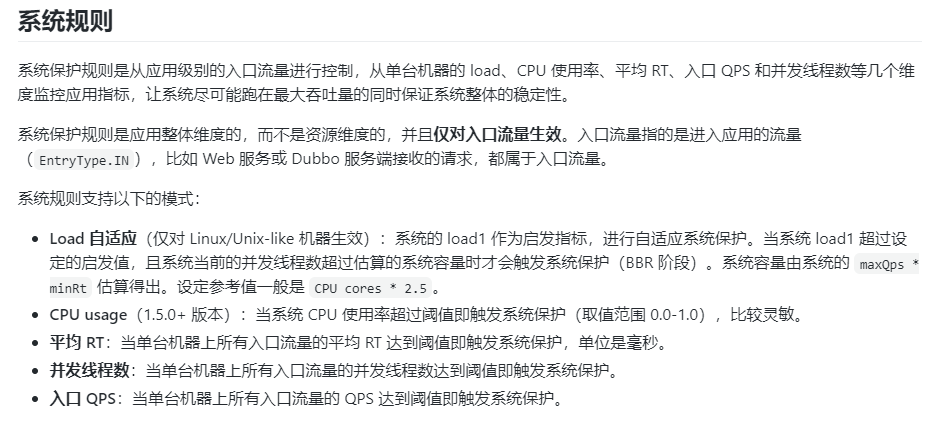 系统规则
系统保护规则是从应用级别的入口流量进行控制，从单台机器的 load、CPU 使用率、平均 RT、入口 QPS 和并发线程数等几个维
度监控应用指标，让系统尽可能跑在最大吞吐量的同时保证系统整体的稳定性。
系统保护规则是应用整体维度的，而不是资源维度的，并且仅对入口流量生效。入口流量指的是进入应用的流量
（EntryType.IN），比如 Web 服务或 Dubbo 服务端接收的请求，都属于入口流量。
系统规则支持以下的模式：
• Load 自适应（仅对 Linux/Unix-like 机器生效）：系统的 load1 作为启发指标，进行自适应系统保护。当系统 load1 超过设
定的启发值，且系统当前的并发线程数超过估算的系统容量时才会触发系统保护（BBR 阶段）。系统容量由系统的 maxQps *
minRt 估算得出。设定参考值一般是 CPU cores * 2.5。
• CPU usage（1.5.0+ 版本）：当系统 CPU 使用率超过阈值即触发系统保护（取值范围 0.0-1.0），比较灵敏。
• 平均 RT：当单台机器上所有入口流量的平均 RT 达到阈值即触发系统保护，单位是毫秒。
• 并发线程数：当单台机器上所有入口流量的并发线程数达到阈值即触发系统保护。
• 入口 QPS：当单台机器上所有入口流量的 QPS 达到阈值即触发系统保护。